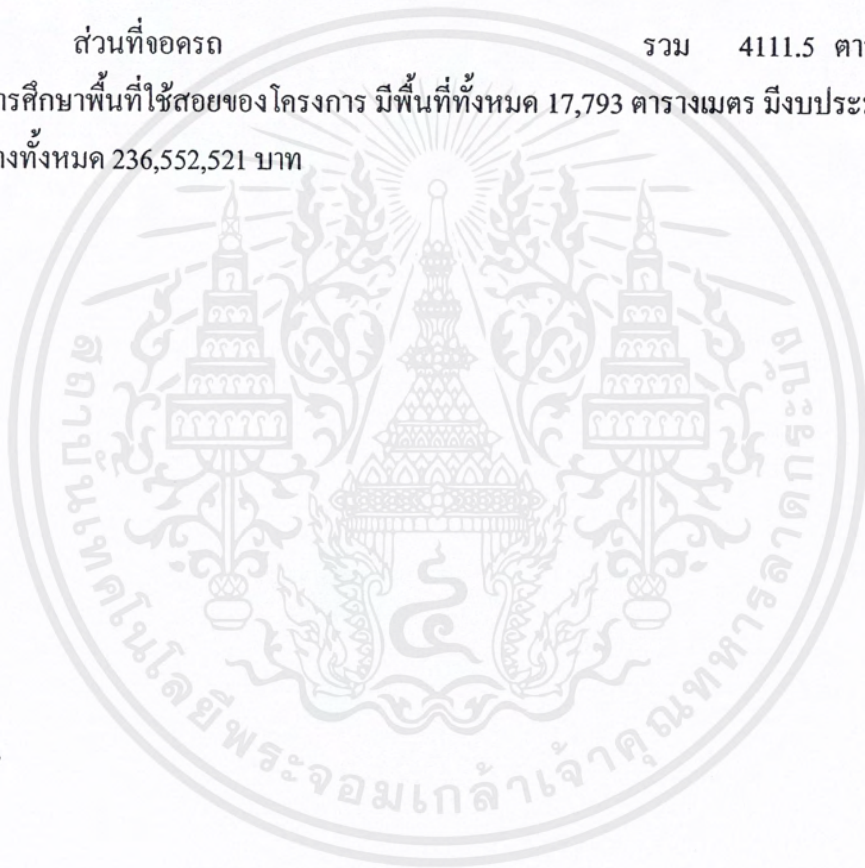 ส่วนที่จอดรถ รวม 4111.5 ตาร
ารศึกษาพื้นที่ใช้สอยของโครงการ มีพื้นที่ทั้งหมด 17,793 ตารางเมตร มีงบประ
างทั้งหมด 236,552,521 บาท
สถาบันเทคโนโลยีพระจอมเกล้าเจ้าคุณทหารลาดกระบัง